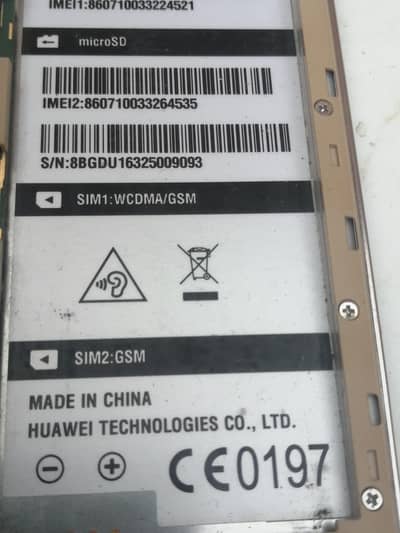 IMEI1:860710033224521
microSD
IMEI2:860710033264535
S/N:8BGDU16325009093
SIM1:WCDMA/GSM
SIM2:GSM
MADE IN CHINA
HUAWEI TECHNOLOGIES CO., LTD.
CE0197